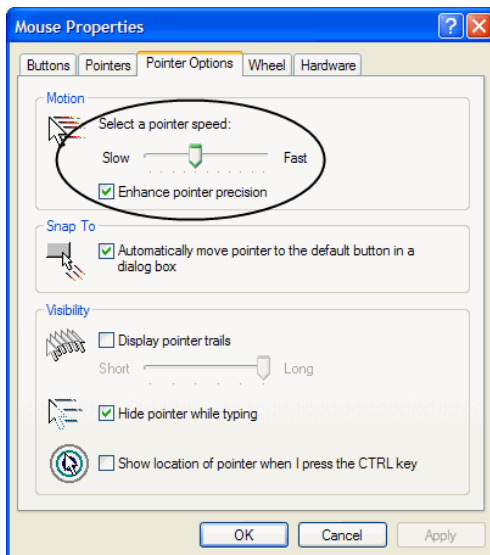 Mouse Properties
Buttons Pointers Pointer Options Wheel Hardware
Motion
Select a pointer speed:
Slow Fast
Enhance pointer precision
Snap To
Automatically move pointer to the default button in a
dialog box
Visibility
Display pointer trails
Short Long
Hide pointer while typing
Show location of pointer when I press the CTRL key
OK Cancel Apply